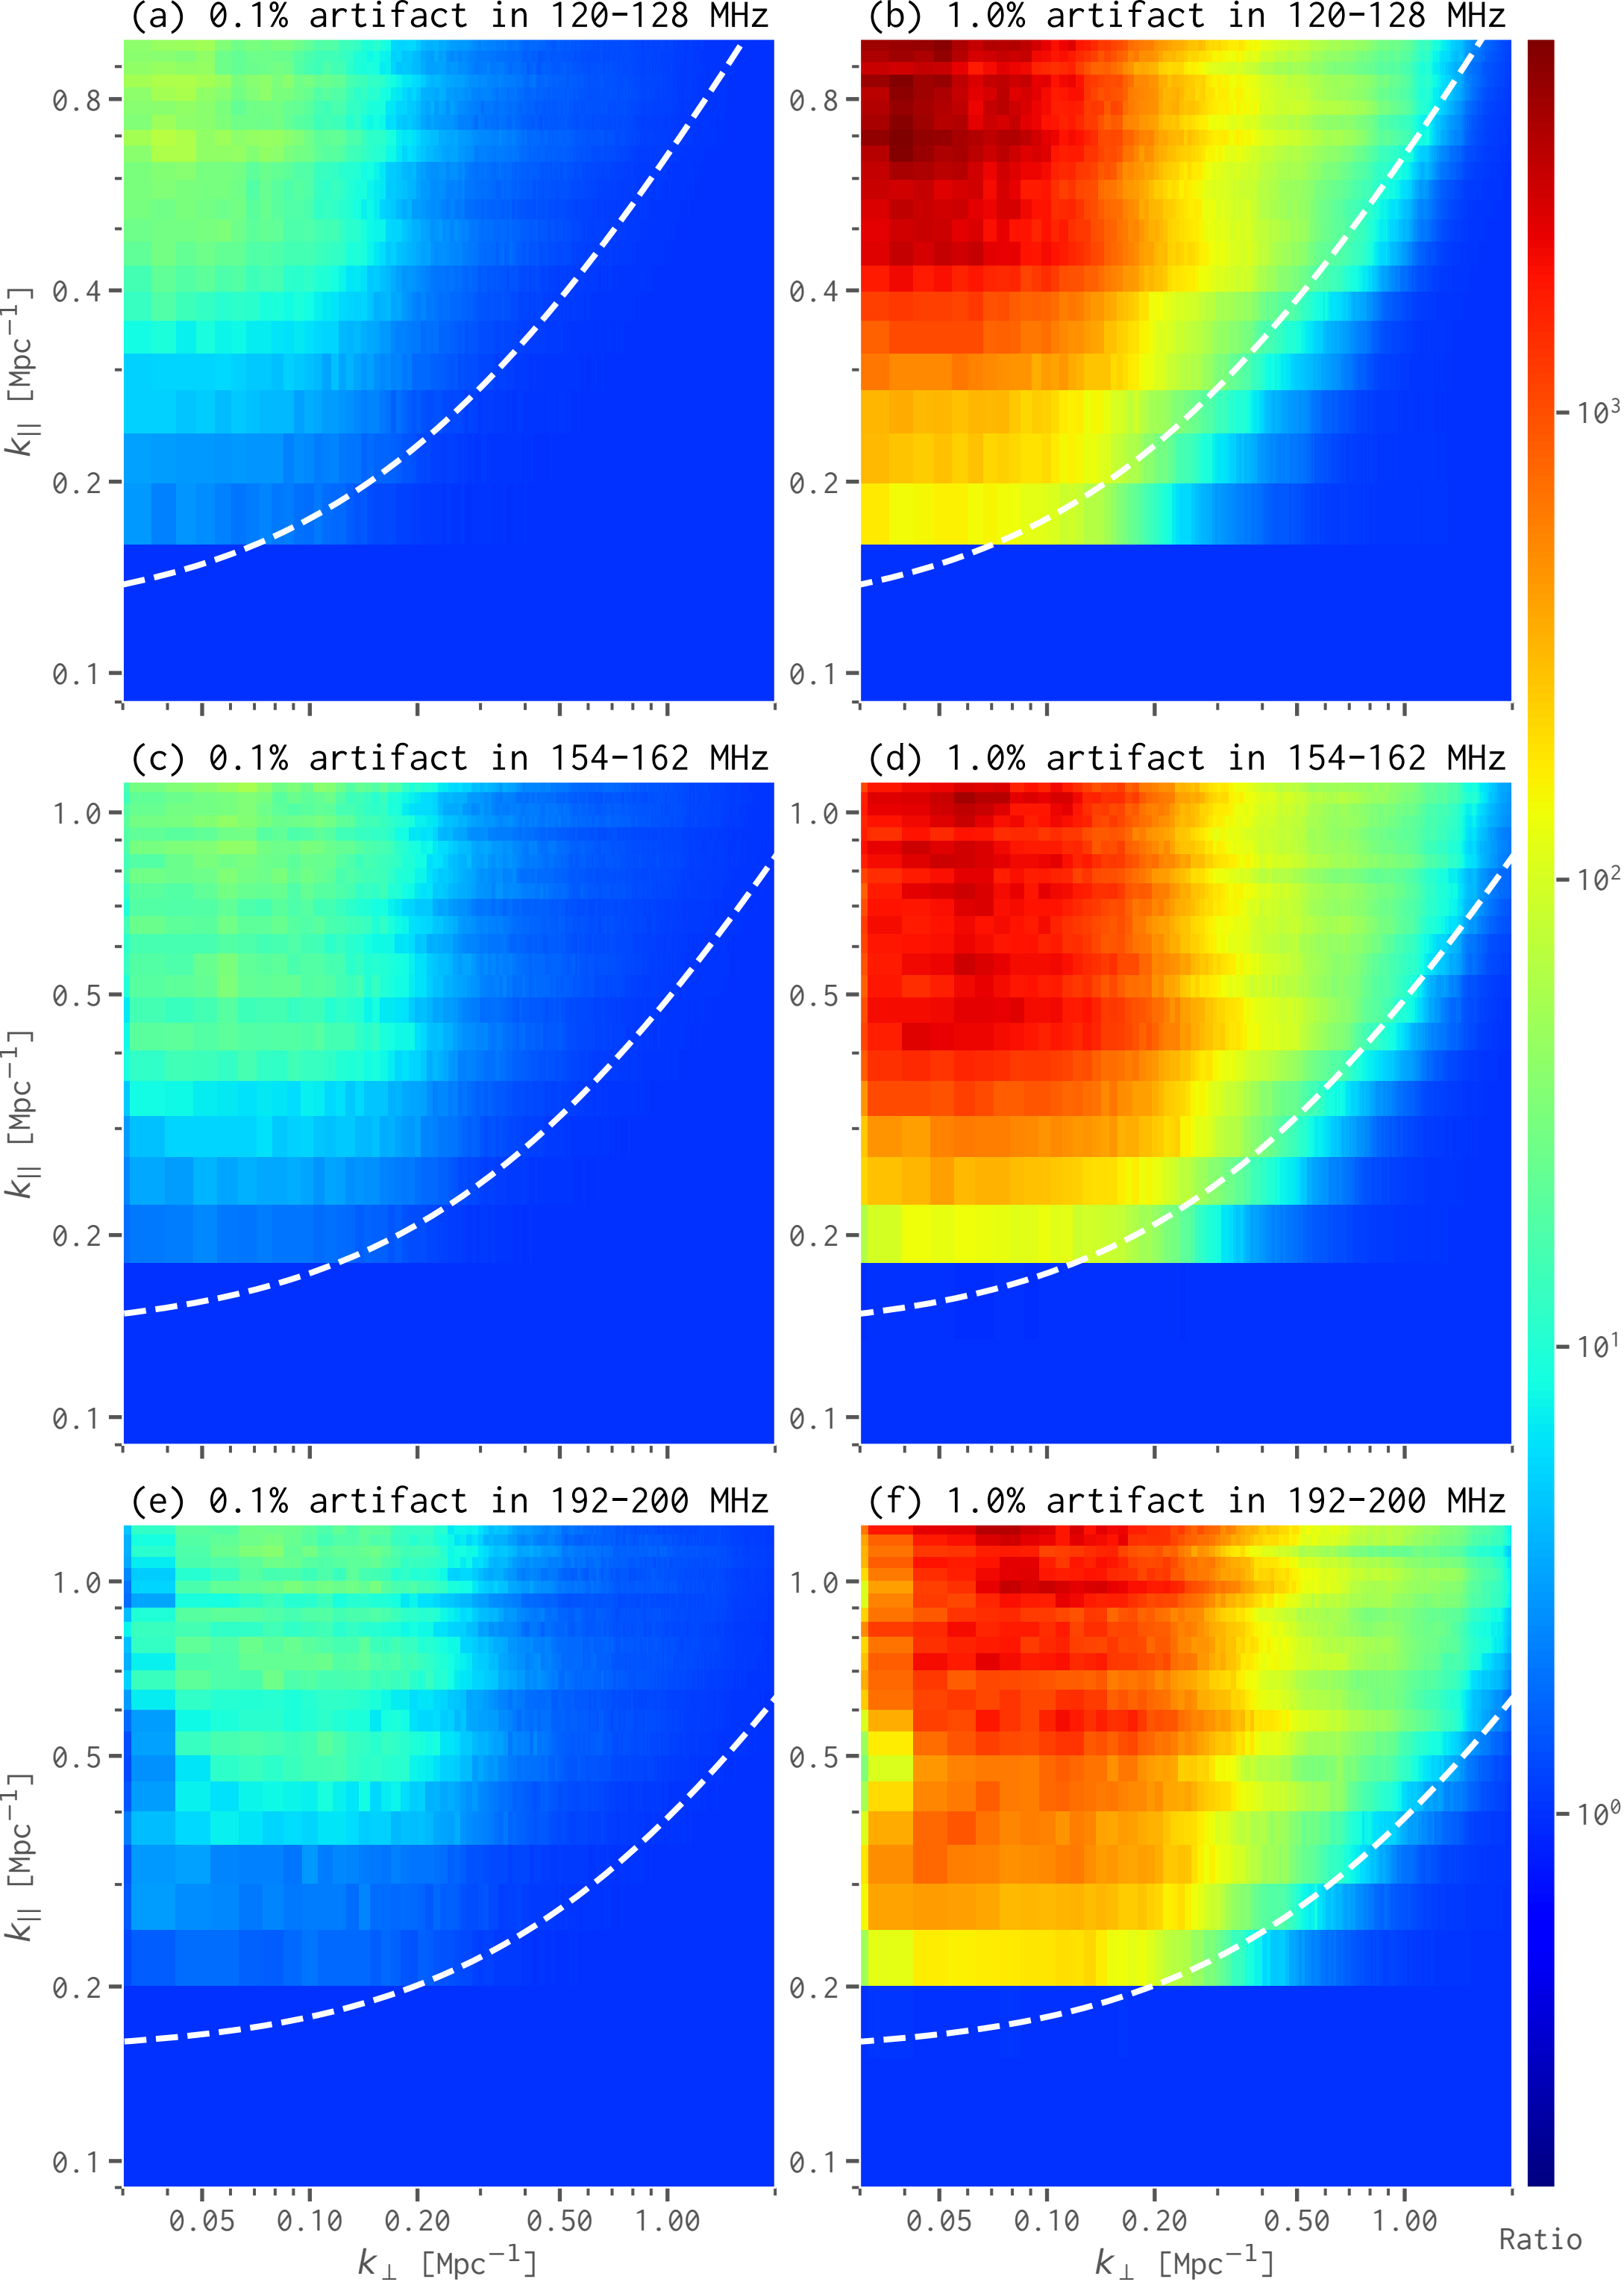 (a) 0.1% artifact in 120-128 MHz
(b) 1.0% artifact in 120-128 MHz
0.8
0.4
0.2
0.1
k|| [Mpc⁻¹]
0.8
0.4
0.2
0.1
(c) 0.1% artifact in 154-162 MHz
(d) 1.0% artifact in 154-162 MHz
1.0
0.5
0.2
0.1
k|| [Mpc⁻¹]
1.0
0.5
0.2
0.1
(e) 0.1% artifact in 192-200 MHz
(f) 1.0% artifact in 192-200 MHz
1.0
0.5
0.2
0.1
k|| [Mpc⁻¹]
1.0
0.5
0.2
0.1
0.05 0.10 0.20 0.50 1.00
k⊥ [Mpc⁻¹]
0.05 0.10 0.20 0.50 1.00
k⊥ [Mpc⁻¹]
10³
10²
10¹
10⁰
Ratio